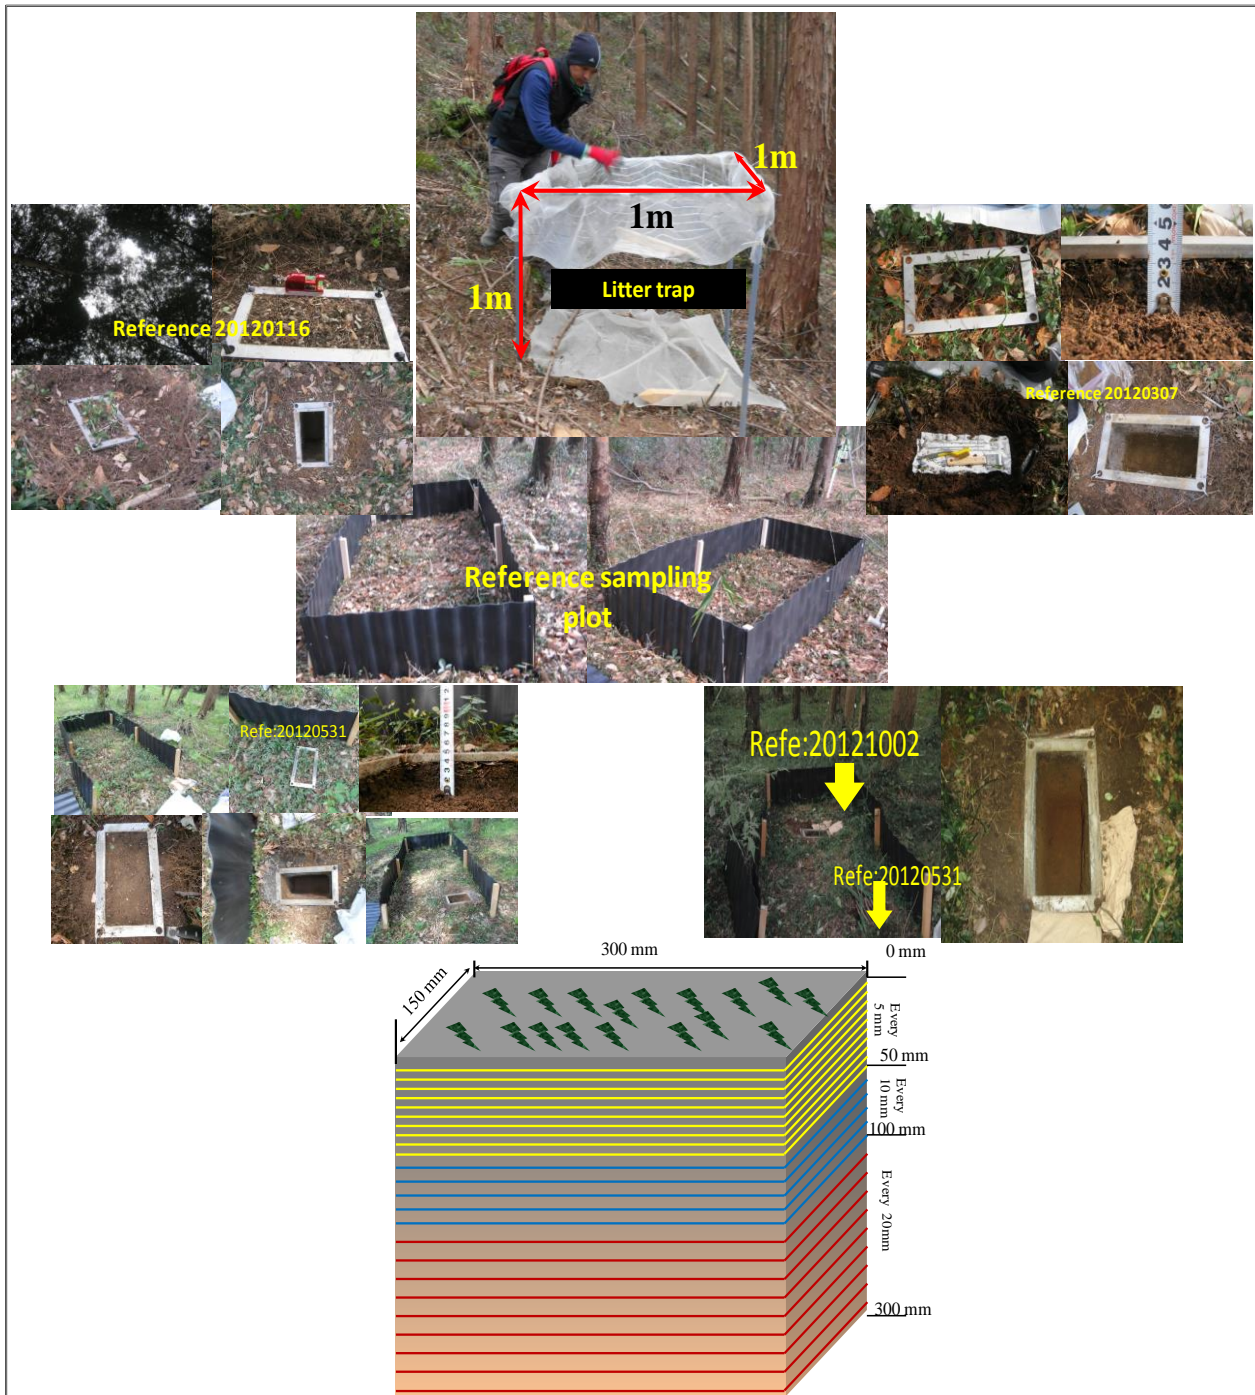 1m
1m
1m
Litter trap
Reference 20120116
Reference 20120307
Reference sampling
plot
Refe:20120531
Refe:20121002
Refe:20120531
300 mm
150 mm
0 mm
Every
5 mm
50 mm
Every
10 mm
100 mm
Every 20mm
300 mm